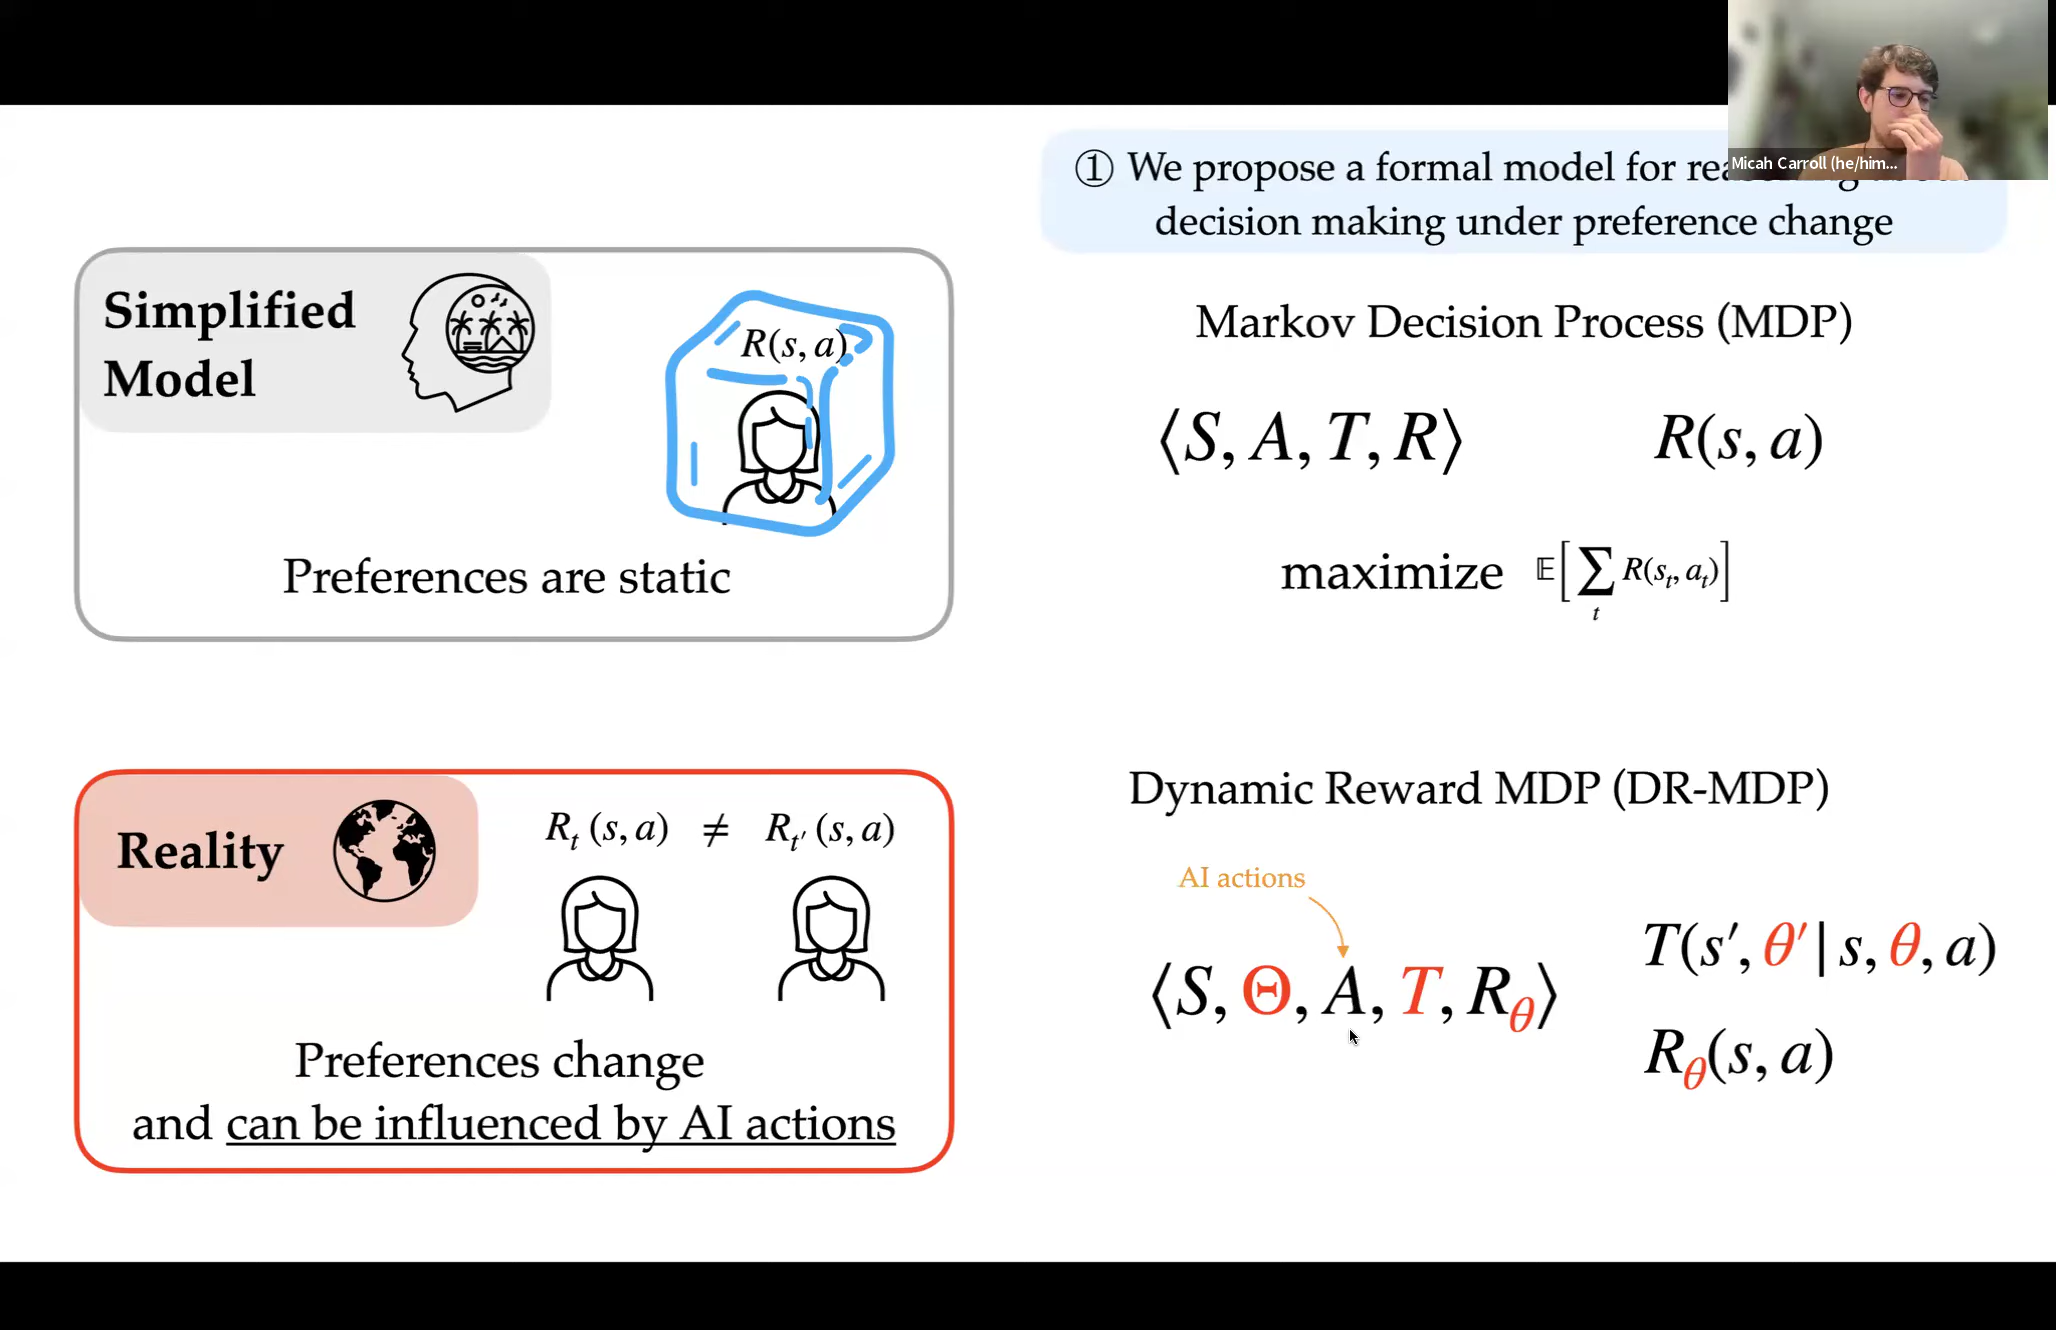 Micah Carroll (he/him...
① We propose a formal model for
decision making under preference change
Simplified
Model
R(s, a)
Preferences are static
Markov Decision Process (MDP)
⟨S, A, T, R⟩
R(s, a)
maximize 𝔼[∑_t R(s_t, a_t)]
Reality
R_t (s, a) ≠ R_t′ (s, a)
Preferences change
and can be influenced by AI actions
Dynamic Reward MDP (DR-MDP)
AI actions
⟨S, Θ, A, T, R_θ⟩
T(s′, θ′ | s, θ, a)
R_θ(s, a)